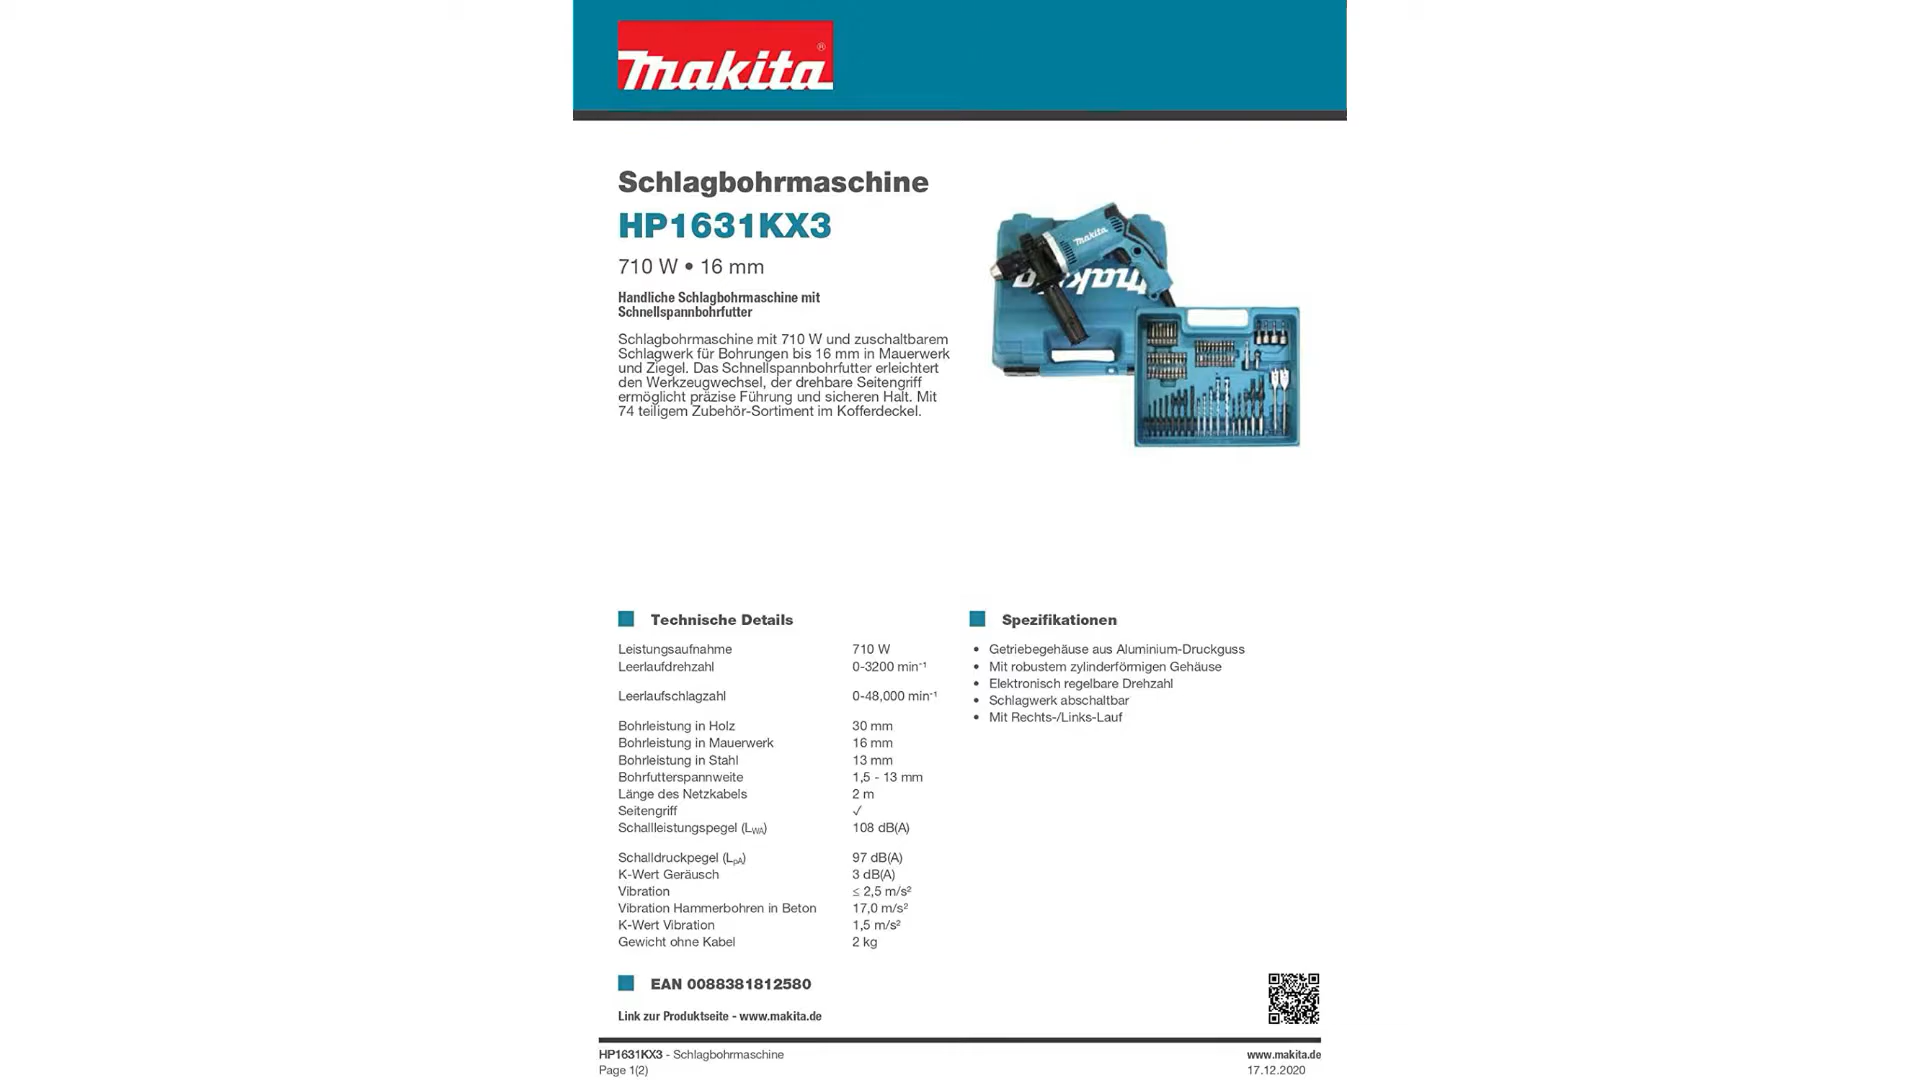 makita®
Schlagbohrmaschine
HP1631KX3
710 W • 16 mm
Handliche Schlagbohrmaschine mit
Schnellspannbohrfutter
Schlagbohrmaschine mit 710 W und zuschaltbarem
Schlagwerk für Bohrungen bis 16 mm in Mauerwerk
und Ziegel. Das Schnellspannbohrfutter erleichtert
den Werkzeugwechsel, der drehbare Seitengriff
ermöglicht präzise Führung und sicheren Halt. Mit
74 teiligem Zubehör-Sortiment im Kofferdeckel.
makita
makita
Technische Details
Leistungsaufnahme 710 W
Leerlaufdrehzahl 0-3200 min⁻¹
Leerlaufschlagzahl 0-48,000 min⁻¹
Bohrleistung in Holz 30 mm
Bohrleistung in Mauerwerk 16 mm
Bohrleistung in Stahl 13 mm
Bohrfutterspannweite 1,5 - 13 mm
Länge des Netzkabels 2 m
Seitengriff ✓
Schallleistungspegel (LWA) 108 dB(A)
Schalldruckpegel (LpA) 97 dB(A)
K-Wert Geräusch 3 dB(A)
Vibration ≤ 2,5 m/s²
Vibration Hammerbohren in Beton 17,0 m/s²
K-Wert Vibration 1,5 m/s²
Gewicht ohne Kabel 2 kg
Spezifikationen
• Getriebegehäuse aus Aluminium-Druckguss
• Mit robustem zylinderförmigen Gehäuse
• Elektronisch regelbare Drehzahl
• Schlagwerk abschaltbar
• Mit Rechts-/Links-Lauf
EAN 0088381812580
Link zur Produktseite - www.makita.de
HP1631KX3 - Schlagbohrmaschine
Page 1(2)
www.makita.de
17.12.2020